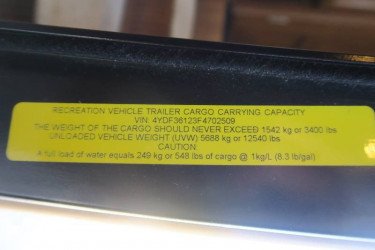 RECREATION VEHICLE TRAILER CARGO CARRYING CAPACITY
VIN: 4YDF36123F4702509
THE WEIGHT OF THE CARGO SHOULD NEVER EXCEED 1542 kg or 3400 lbs
UNLOADED VEHICLE WEIGHT (UVW) 5688 kg or 12540 lbs
CAUTION:
A full load of water equals 249 kg or 548 lbs of cargo @ 1kg/L (8.3 lb/gal)